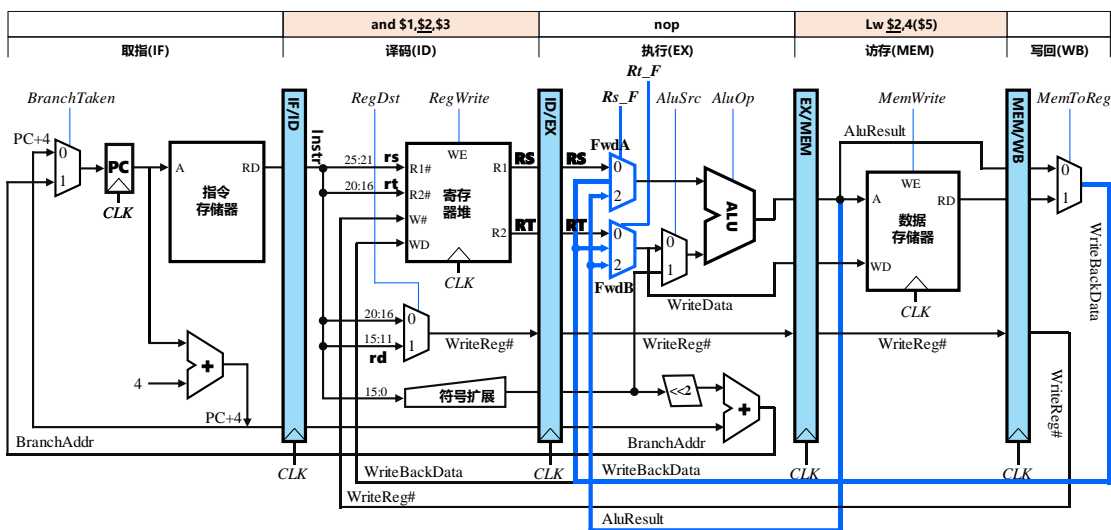 and $1,$2,$3
nop
Lw $2,4($5)
取指(IF)
译码(ID)
执行(EX)
访存(MEM)
写回(WB)
Rt_F
BranchTaken
RegDst
RegWrite
Rs_F
AluSrc
AluOp
MemWrite
MemToReg
IF/ID
ID/EX
EX/MEM
MEM/WB
PC+4
0
1
PC
CLK
A
RD
指令
存储器
Instr
25:21
rs
20:16
rt
R1#
R2#
W#
WD
WE
R1
R2
寄存
器堆
CLK
RS
RT
RS
RT
FwdA
0
2
0
2
FwdB
0
1
ALU
AluResult
A
WE
RD
数据
存储器
WD
CLK
0
1
WriteBackData
WriteData
20:16
15:11
rd
0
1
WriteReg#
WriteReg#
WriteReg#
WriteReg#
4
+
PC+4
15:0
符号扩展
<<2
+
BranchAddr
BranchAddr
CLK
CLK
CLK
CLK
WriteBackData
WriteBackData
WriteReg#
AluResult